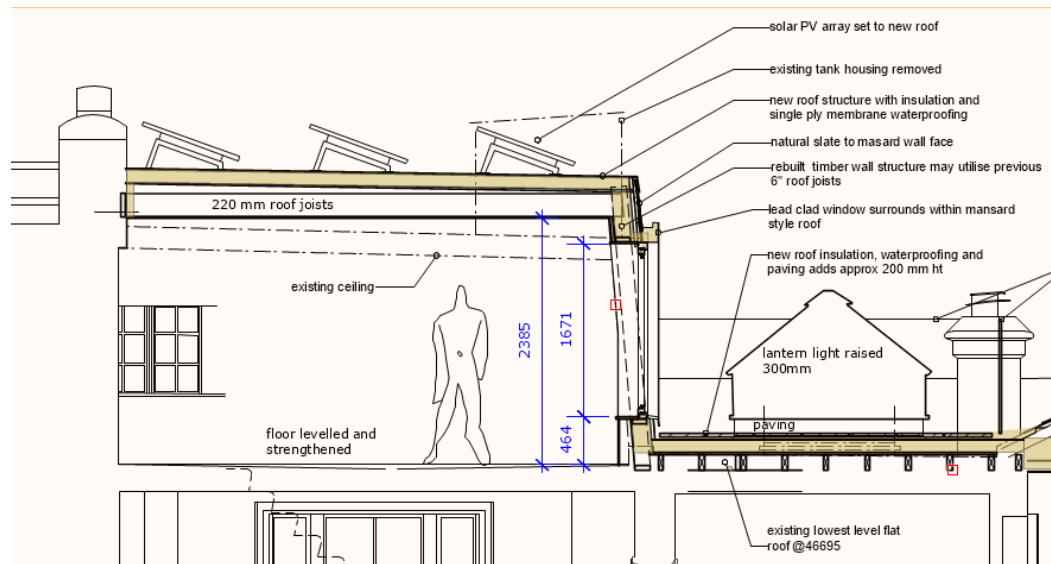 solar PV array set to new roof
existing tank housing removed
new roof structure with insulation and
single ply membrane waterproofing
natural slate to masard wall face
rebuilt timber wall structure may utilise previous
6" roof joists
220 mm roof joists
lead clad window surrounds within mansard
style roof
new roof insulation, waterproofing and
paving adds approx 200 mm ht
existing ceiling
2385
1671
464
lantern light raised
300mm
paving
floor levelled and
strengthened
existing lowest level flat
roof @46695